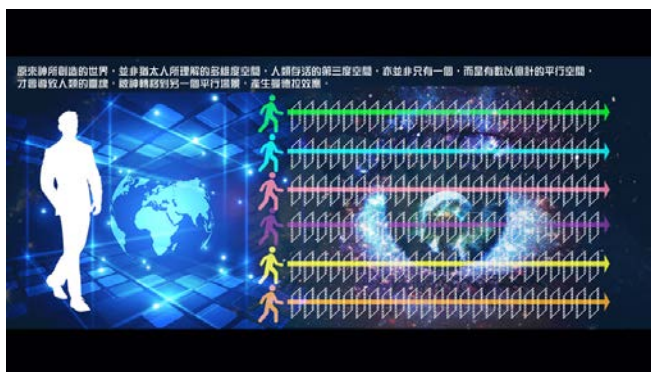 原來神所創造的世界，並非猶太人所理解的多維度空間，人類存活的第三度空間，亦並非只有一個，而是有數以億計的平行空間，
才會導致人類的靈魂，被神轉移到另一個平行場景，產生曼德拉效應。